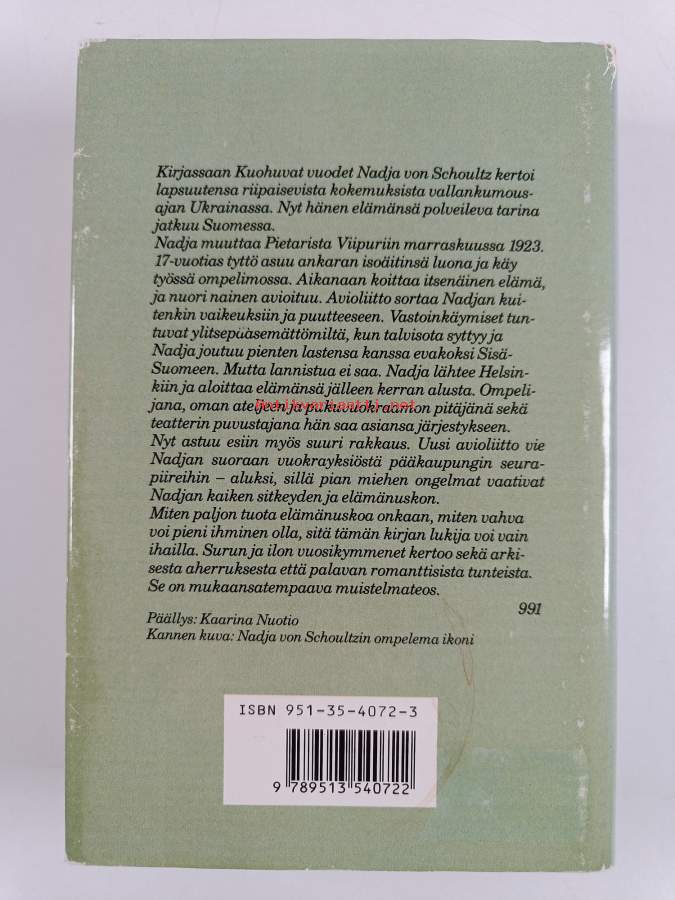 Kirjassaan Kuohuvat vuodet Nadja von Schoultz kertoi
lapsuutensa riipaisevista kokemuksista vallankumous-
ajan Ukrainassa. Nyt hänen elämänsä polveileva tarina
jatkuu Suomessa.
Nadja muuttaa Pietarista Viipuriin marraskuussa 1923.
17-vuotias tyttö asuu ankaran isoäitinsä luona ja käy
työssä ompelimossa. Aikanaan koittaa itsenäinen elämä,
ja nuori nainen avioituu. Avioliitto sortaa Nadjan kui-
tenkin vaikeuksiin ja puutteeseen. Vastoinkäymiset tun-
tuvat ylitsepääsemättömiltä, kun talvisota syttyy ja
Nadja joutuu pienten lastensa kanssa evakoksi Sisä-
Suomeen. Mutta lannistua ei saa. Nadja lähtee Helsin-
kiin ja aloittaa elämänsä jälleen kerran alusta. Ompeli-
jana, oman ateljeen ja pukuvuokraamon pitäjänä sekä
antikvariaatti.net
teatterin puvustajana hän saa asiansa järjestykseen.
Nyt astuu esiin myös suuri rakkaus. Uusi avioliitto vie
Nadjan suoraan vuokrayksiöstä pääkaupungin seura-
piireihin – aluksi, sillä pian miehen ongelmat vaativat
Nadjan kaiken sitkeyden ja elämänuskon.
Miten paljon tuota elämänuskoa onkaan, miten vahva
voi pieni ihminen olla, sitä tämän kirjan lukija voi vain
ihailla. Surun ja ilon vuosikymmenet kertoo sekä arki-
sesta aherruksesta että palavan romanttisista tunteista.
Se on mukaansatempaava muistelmateos.
991
Päällys: Kaarina Nuotio
Kannen kuva: Nadja von Schoultzin ompelema ikoni
ISBN 951-35-4072-3
9 789513 540722